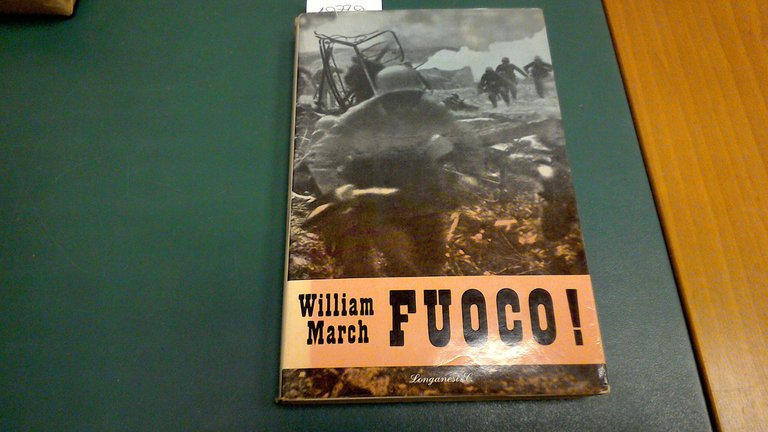 William
March
FUOCO!
Longanesi & C.